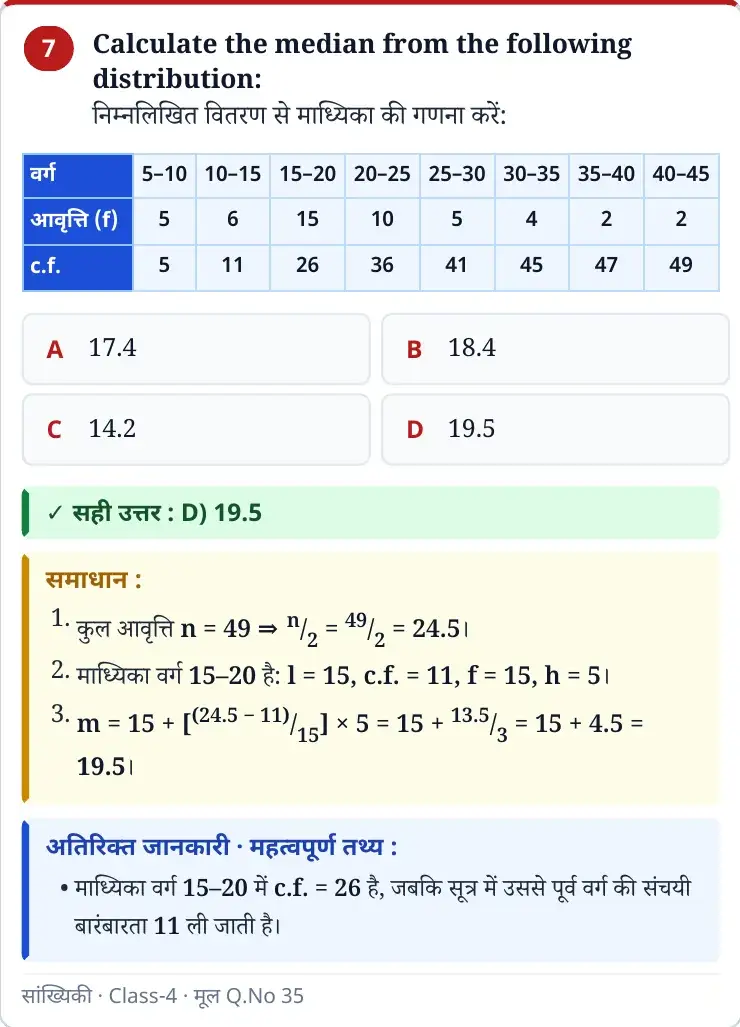 7
Calculate the median from the following
distribution:
निम्नलिखित वितरण से माध्यिका की गणना करें:
वर्ग 5–10 10–15 15–20 20–25 25–30 30–35 35–40 40–45
आवृत्ति (f) 5 6 15 10 5 4 2 2
c.f. 5 11 26 36 41 45 47 49
A 17.4 B 18.4
C 14.2 D 19.5
✓ सही उत्तर : D) 19.5
समाधान :
1. कुल आवृत्ति n = 49 ⇒ n/2 = 49/2 = 24.5।
2. माध्यिका वर्ग 15–20 है: l = 15, c.f. = 11, f = 15, h = 5।
3. m = 15 + [(24.5 − 11)/15] × 5 = 15 + 13.5/3 = 15 + 4.5 =
19.5।
अतिरिक्त जानकारी · महत्वपूर्ण तथ्य :
• माध्यिका वर्ग 15–20 में c.f. = 26 है, जबकि सूत्र में उससे पूर्व वर्ग की संचयी
बारंबारता 11 ली जाती है।
सांख्यिकी · Class-4 · मूल Q.No 35